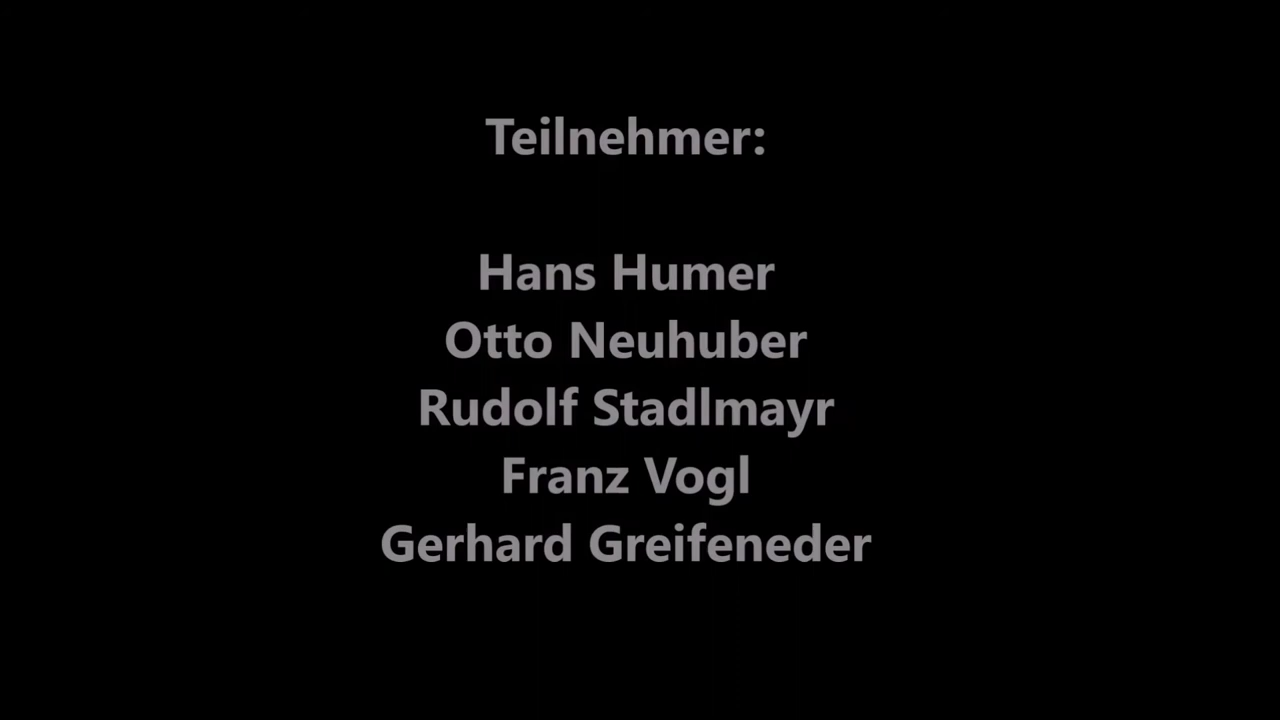 Teilnehmer:
Hans Humer
Otto Neuhuber
Rudolf Stadlmayr
Franz Vogl
Gerhard Greifeneder